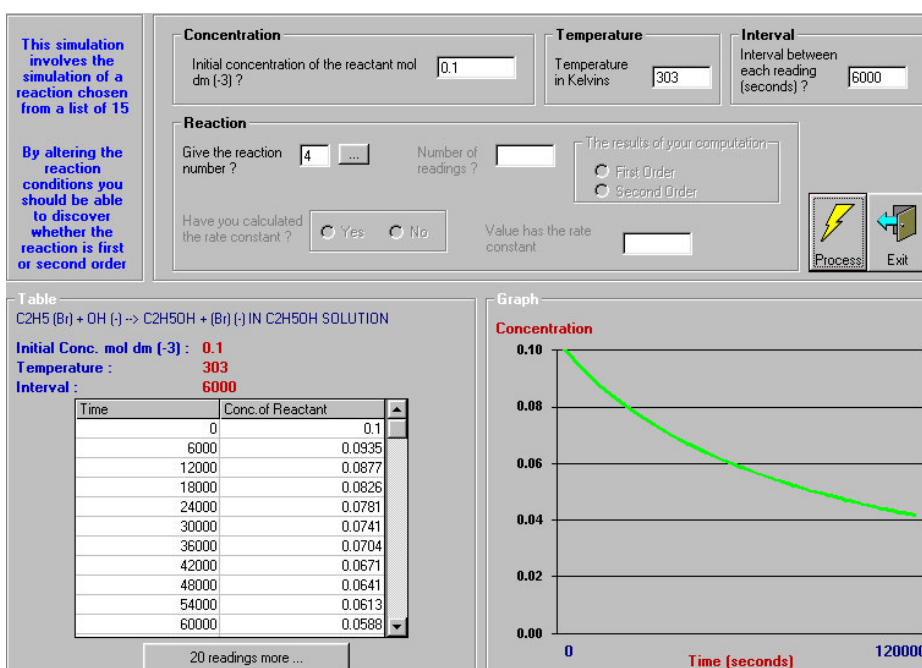 This simulation
involves the
simulation of a
reaction chosen
from a list of 15
By altering the
reaction
conditions you
should be able
to discover
whether the
reaction is first
or second order
Concentration
Initial concentration of the reactant mol
dm (-3) ?
0.1
Temperature
Temperature
in Kelvins
303
Interval
Interval between
each reading
(seconds) ?
6000
Reaction
Give the reaction
number ?
4
...
Number of
readings ?
The results of your computation
First Order
Second Order
Have you calculated
the rate constant ?
Yes
No
Value has the rate
constant
Process
Exit
Table
C2H5 (Br) + OH (-) --> C2H5OH + (Br) (-) IN C2H5OH SOLUTION
Initial Conc. mol dm (-3) : 0.1
Temperature : 303
Interval : 6000
Time Conc.of Reactant
0 0.1
6000 0.0935
12000 0.0877
18000 0.0826
24000 0.0781
30000 0.0741
36000 0.0704
42000 0.0671
48000 0.0641
54000 0.0613
60000 0.0588
20 readings more ...
Graph
Concentration
0.10
0.08
0.06
0.04
0.02
0.00
0 120000
Time (seconds)